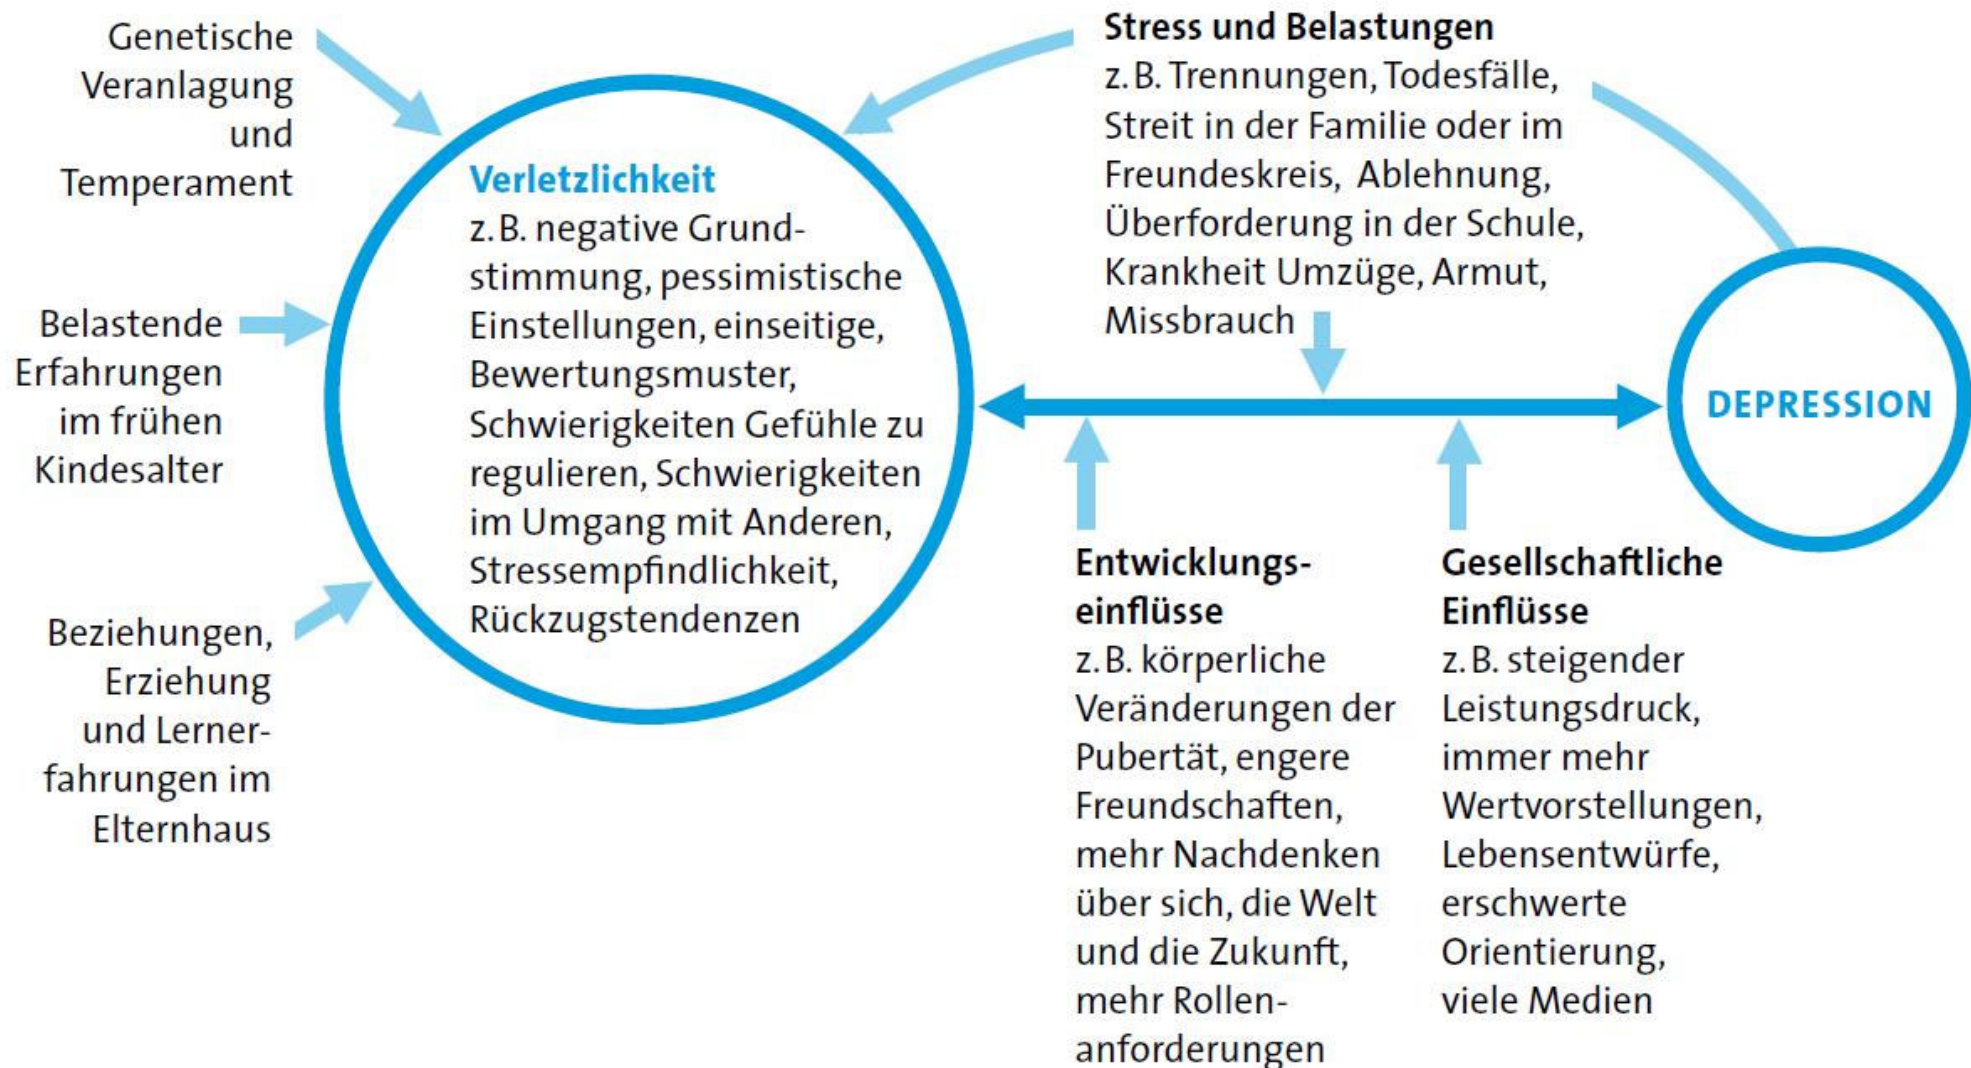 Genetische
Veranlagung
und
Temperament
Belastende
Erfahrungen
im frühen
Kindesalter
Beziehungen,
Erziehung
und Lerner-
fahrungen im
Elternhaus
Verletzlichkeit
z.B. negative Grund-
stimmung, pessimistische
Einstellungen, einseitige,
Bewertungsmuster,
Schwierigkeiten Gefühle zu
regulieren, Schwierigkeiten
im Umgang mit Anderen,
Stressempfindlichkeit,
Rückzugstendenzen
Stress und Belastungen
z.B. Trennungen, Todesfälle,
Streit in der Familie oder im
Freundeskreis, Ablehnung,
Überforderung in der Schule,
Krankheit Umzüge, Armut,
Missbrauch
DEPRESSION
Entwicklungs-
einflüsse
z.B. körperliche
Veränderungen der
Pubertät, engere
Freundschaften,
mehr Nachdenken
über sich, die Welt
und die Zukunft,
mehr Rollen-
anforderungen
Gesellschaftliche
Einflüsse
z.B. steigender
Leistungsdruck,
immer mehr
Wertvorstellungen,
Lebensentwürfe,
erschwerte
Orientierung,
viele Medien